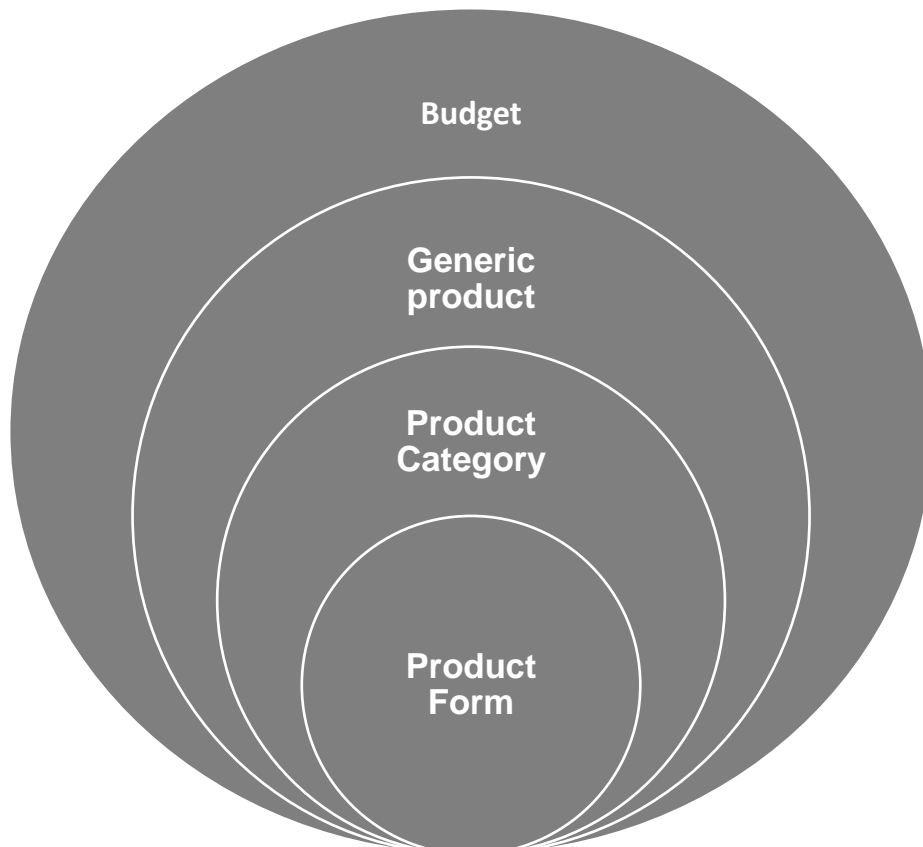 Budget
Generic
product
Product
Category
Product
Form